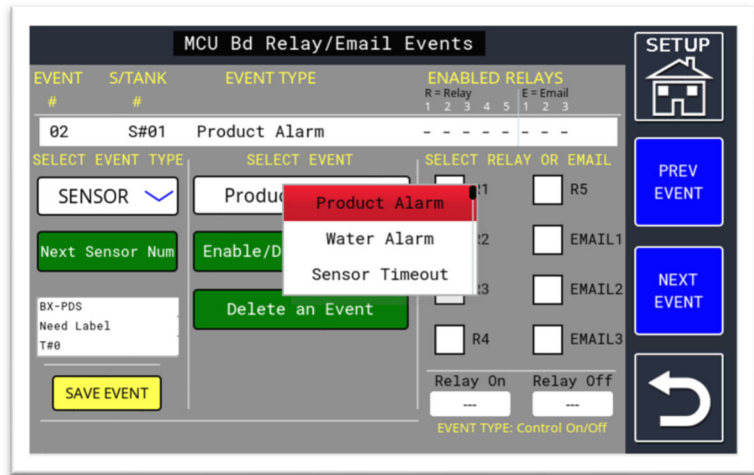 MCU Bd Relay/Email Events
SETUP
EVENT S/TANK EVENT TYPE ENABLED RELAYS
# # R = Relay E = Email
1 2 3 4 5 1 2 3
02 S#01 Product Alarm - - - - - - - -
SELECT EVENT TYPE SELECT EVENT SELECT RELAY OR EMAIL
PREV
EVENT
SENSOR Produc R1 R5
Product Alarm
Water Alarm
Sensor Timeout
Next Sensor Num Enable/D R2 EMAIL1
BX-PDS
Need Label
T#0
Delete an Event R3 EMAIL2
NEXT
EVENT
R4 EMAIL3
SAVE EVENT
Relay On Relay Off
--- ---
EVENT TYPE: Control On/Off